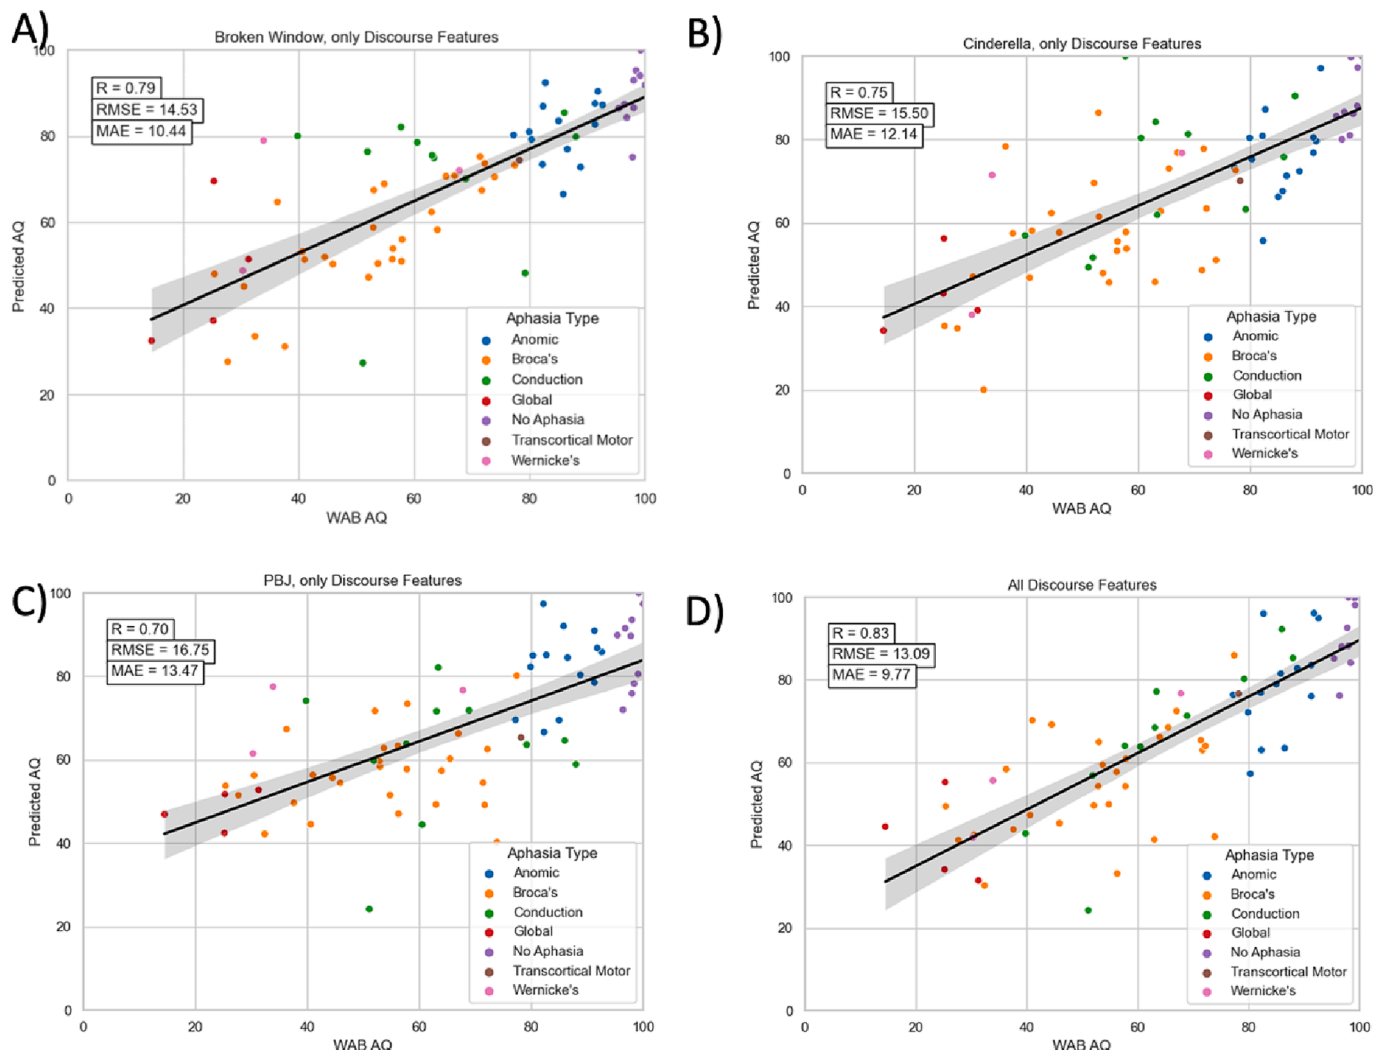 A)
Broken Window, only Discourse Features
R = 0.79
RMSE = 14.53
MAE = 10.44
Predicted AQ
100
80
60
40
20
0
0 20 40 60 80 100
WAB AQ
Aphasia Type
Anomic
Broca's
Conduction
Global
No Aphasia
Transcortical Motor
Wernicke's
B)
Cinderella, only Discourse Features
R = 0.75
RMSE = 15.50
MAE = 12.14
Predicted AQ
100
80
60
40
20
0
0 20 40 60 80 100
WAB AQ
Aphasia Type
Anomic
Broca's
Conduction
Global
No Aphasia
Transcortical Motor
Wernicke's
C)
PBJ, only Discourse Features
R = 0.70
RMSE = 16.75
MAE = 13.47
Predicted AQ
100
80
60
40
20
0
0 20 40 60 80 100
WAB AQ
Aphasia Type
Anomic
Broca's
Conduction
Global
No Aphasia
Transcortical Motor
Wernicke's
D)
All Discourse Features
R = 0.83
RMSE = 13.09
MAE = 9.77
Predicted AQ
100
80
60
40
20
0
0 20 40 60 80 100
WAB AQ
Aphasia Type
Anomic
Broca's
Conduction
Global
No Aphasia
Transcortical Motor
Wernicke's